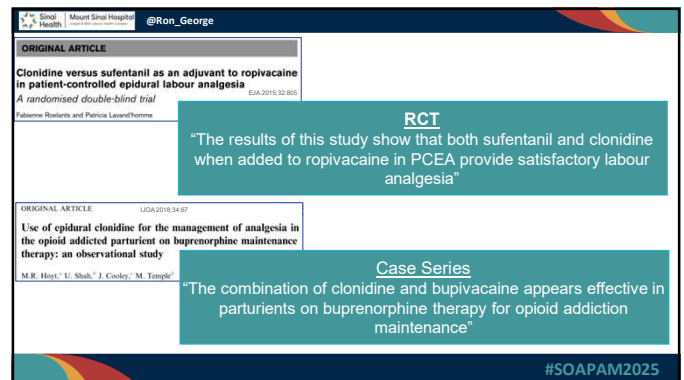 Sinai Health
Mount Sinai Hospital
@Ron_George
ORIGINAL ARTICLE
Clonidine versus sufentanil as an adjuvant to ropivacaine
in patient-controlled epidural labour analgesia
EJA 2015;32:805
A randomised double-blind trial
Fabienne Roelants and Patricia Lavand'homme
RCT
“The results of this study show that both sufentanil and clonidine
when added to ropivacaine in PCEA provide satisfactory labour
analgesia”
ORIGINAL ARTICLE
IJOA 2018;34:67
Use of epidural clonidine for the management of analgesia in
the opioid addicted parturient on buprenorphine maintenance
therapy: an observational study
M.R. Hoyt,a U. Shah,b J. Cooley,c M. Templed
Case Series
“The combination of clonidine and bupivacaine appears effective in
parturients on buprenorphine therapy for opioid addiction
maintenance”
#SOAPAM2025